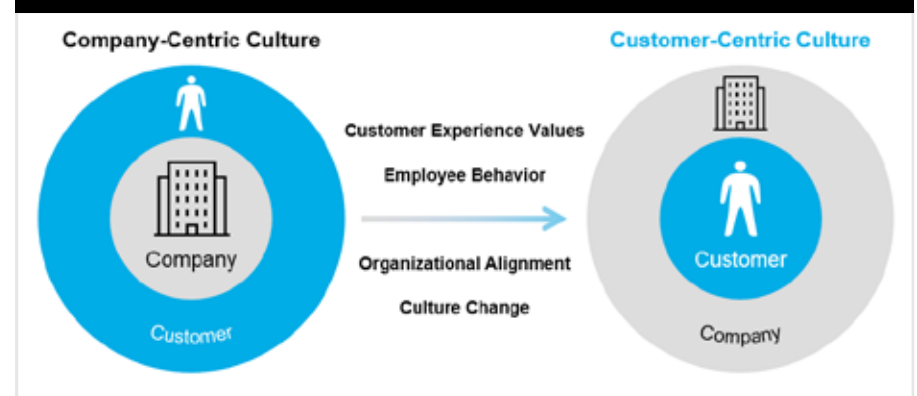 Company-Centric Culture
Customer-Centric Culture
Customer Experience Values
Employee Behavior
Organizational Alignment
Culture Change
Company
Customer
Customer
Company